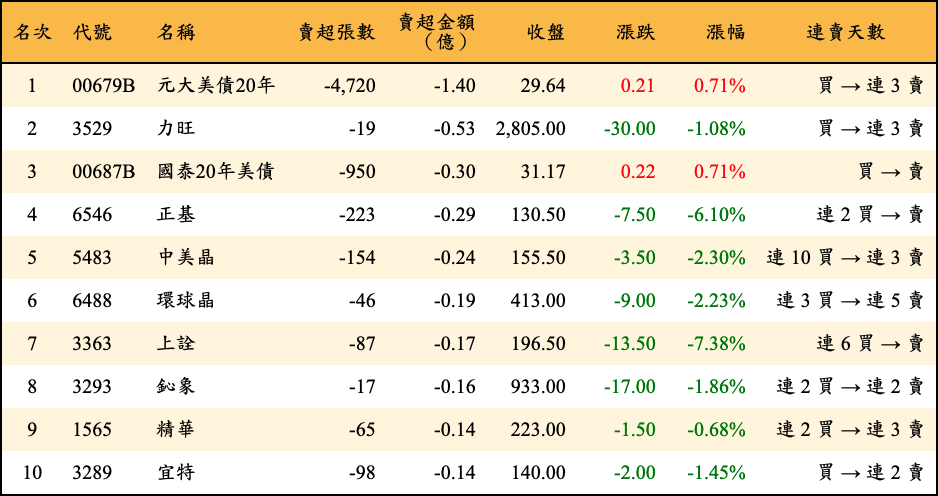 名次 代號 名稱 賣超張數 賣超金額（億） 收盤 漲跌 漲幅 連賣天數
1 00679B 元大美債20年 -4,720 -1.40 29.64 0.21 0.71% 買 → 連 3 賣
2 3529 力旺 -19 -0.53 2,805.00 -30.00 -1.08% 買 → 連 3 賣
3 00687B 國泰20年美債 -950 -0.30 31.17 0.22 0.71% 買 → 賣
4 6546 正基 -223 -0.29 130.50 -7.50 -6.10% 連 2 買 → 賣
5 5483 中美晶 -154 -0.24 155.50 -3.50 -2.30% 連 10 買 → 連 3 賣
6 6488 環球晶 -46 -0.19 413.00 -9.00 -2.23% 連 3 買 → 連 5 賣
7 3363 上詮 -87 -0.17 196.50 -13.50 -7.38% 連 6 買 → 賣
8 3293 鈊象 -17 -0.16 933.00 -17.00 -1.86% 連 2 買 → 連 2 賣
9 1565 精華 -65 -0.14 223.00 -1.50 -0.68% 連 2 買 → 連 3 賣
10 3289 宜特 -98 -0.14 140.00 -2.00 -1.45% 買 → 連 2 賣